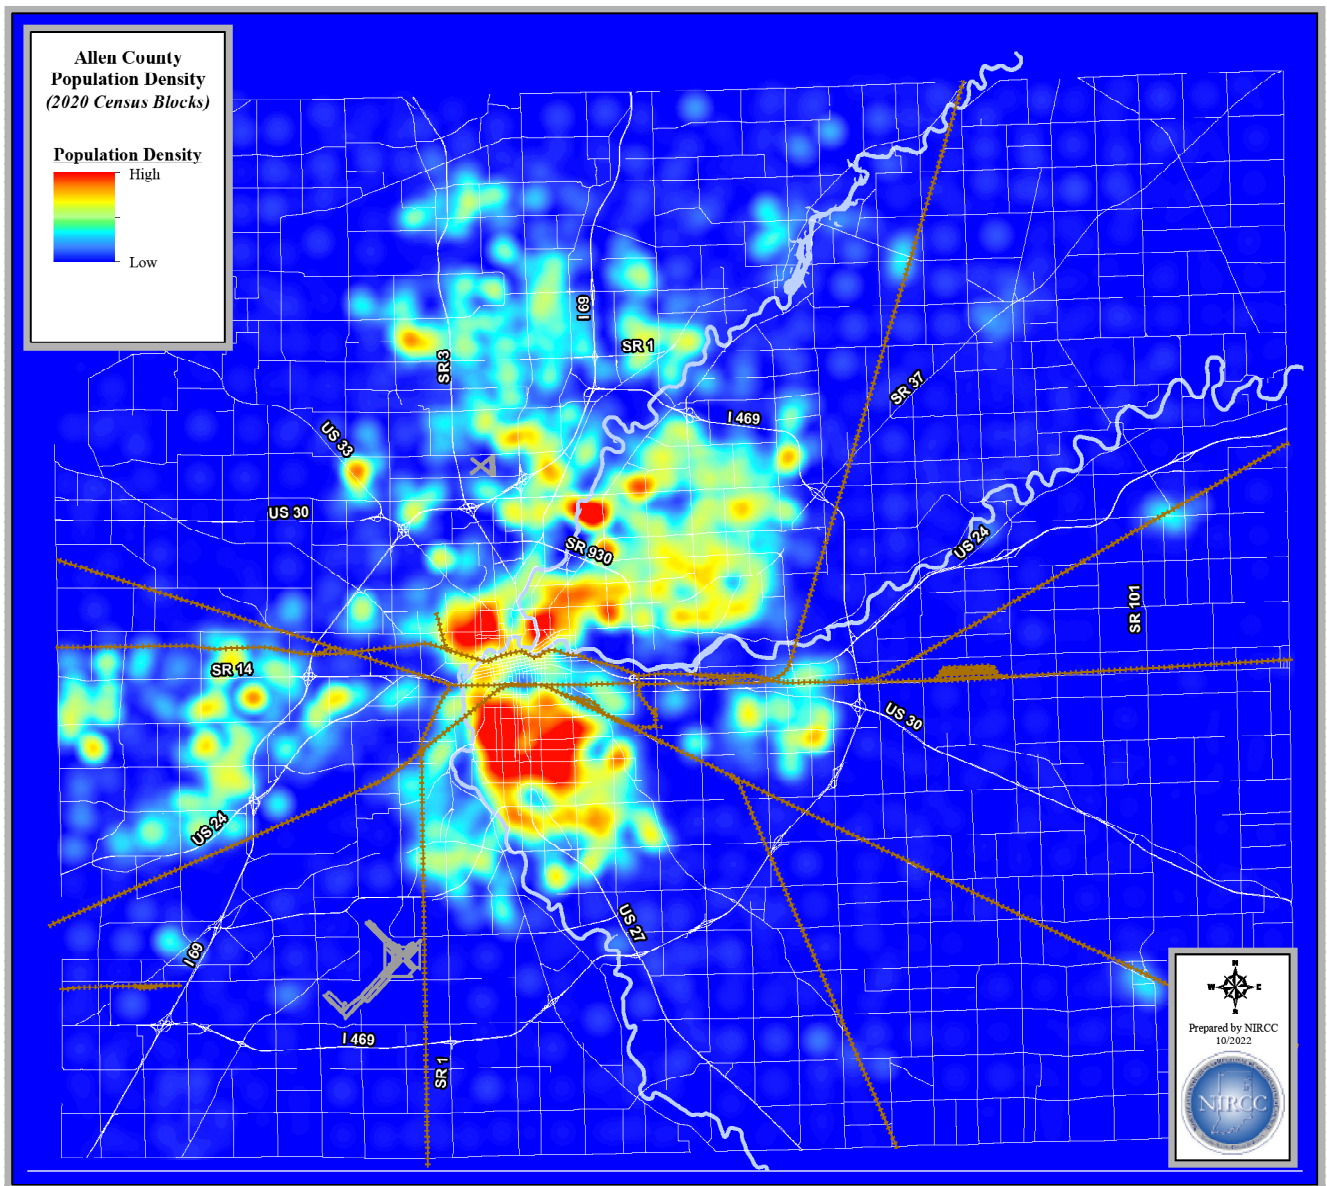 Allen County
Population Density
(2020 Census Blocks)
Population Density
High
Low
I 69
SR 1
SR 3
I 469
SR 37
US 33
US 30
SR 930
US 24
SR 101
SR 14
US 30
US 24
US 27
I 69
I 469
SR 1
N
W
E
S
Prepared by NIRCC
10/2022
NIRCC